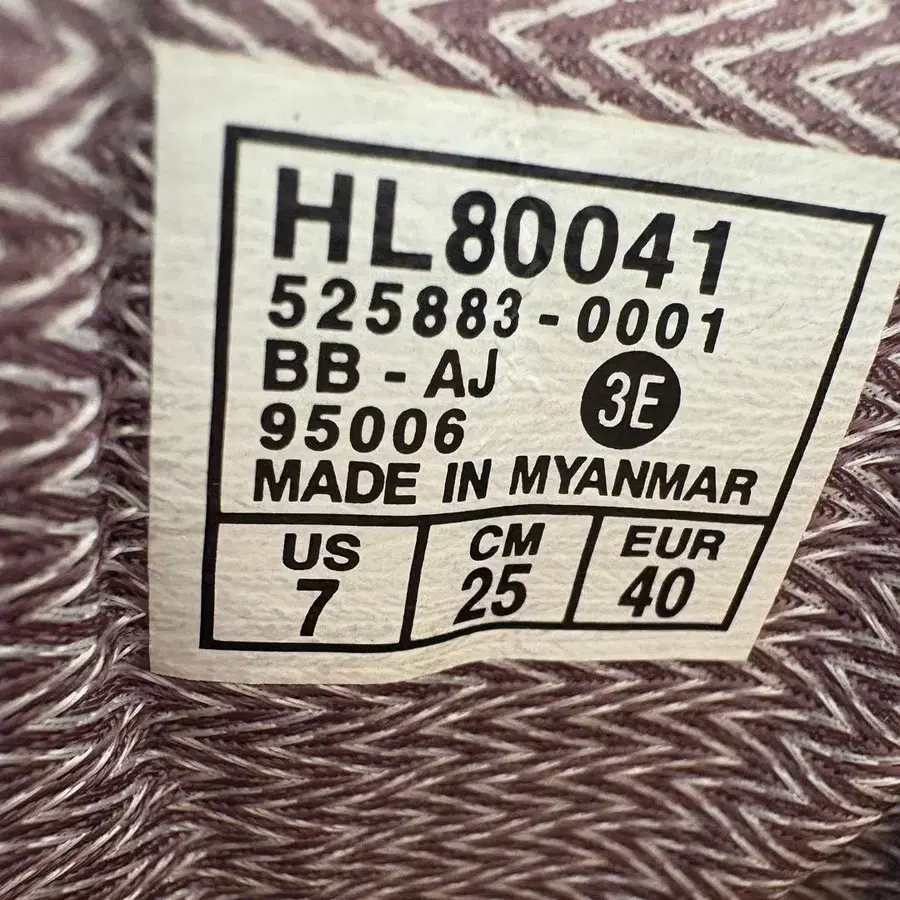 HL80041
525883-0001
BB - AJ
3E
95006
MADE IN MYANMAR
US CM EUR
7 25 40